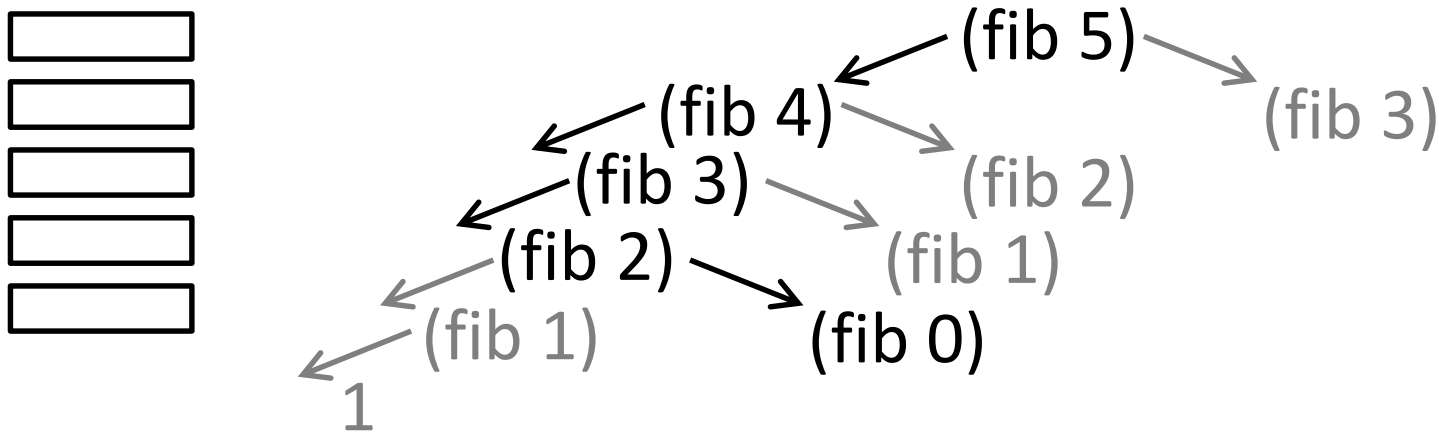 (fib 5)
(fib 4)
(fib 3)
(fib 3)
(fib 2)
(fib 2)
(fib 1)
(fib 1)
(fib 0)
1